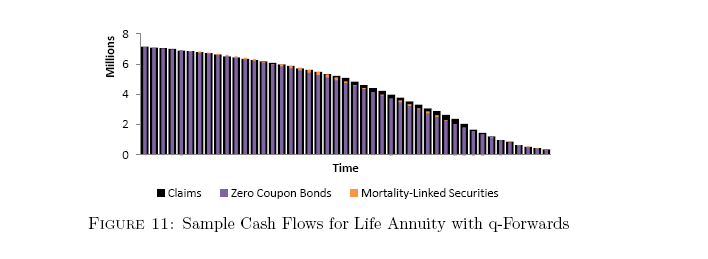 8
Millions
6
4
2
0
Time
Claims Zero Coupon Bonds Mortality-Linked Securities
FIGURE 11: Sample Cash Flows for Life Annuity with q-Forwards